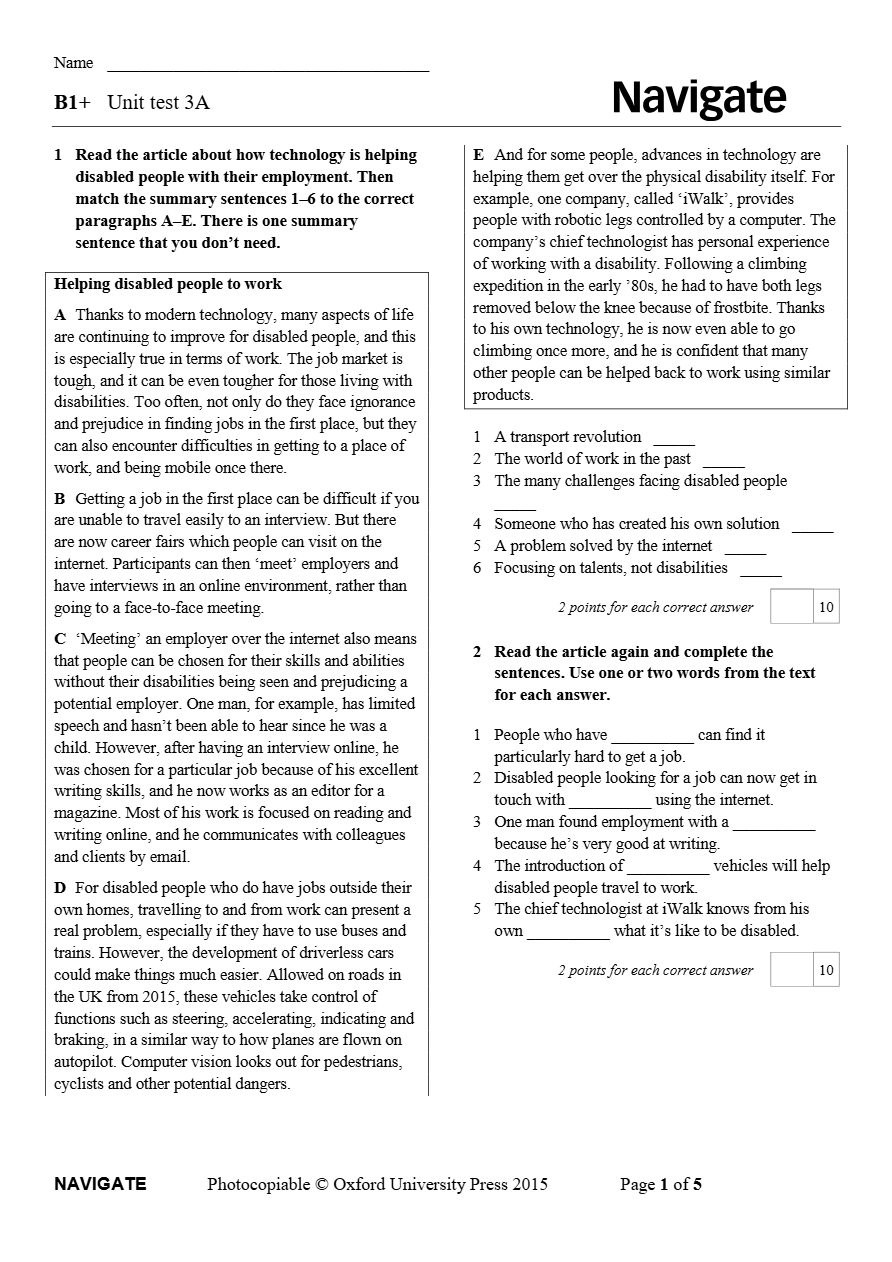 Name
B1+ Unit test 3A
Navigate
1 Read the article about how technology is helping
disabled people with their employment. Then
match the summary sentences 1–6 to the correct
paragraphs A–E. There is one summary
sentence that you don’t need.
Helping disabled people to work
A Thanks to modern technology, many aspects of life
are continuing to improve for disabled people, and this
is especially true in terms of work. The job market is
tough, and it can be even tougher for those living with
disabilities. Too often, not only do they face ignorance
and prejudice in finding jobs in the first place, but they
can also encounter difficulties in getting to a place of
work, and being mobile once there.
B Getting a job in the first place can be difficult if you
are unable to travel easily to an interview. But there
are now career fairs which people can visit on the
internet. Participants can then ‘meet’ employers and
have interviews in an online environment, rather than
going to a face-to-face meeting.
C ‘Meeting’ an employer over the internet also means
that people can be chosen for their skills and abilities
without their disabilities being seen and prejudicing a
potential employer. One man, for example, has limited
speech and hasn’t been able to hear since he was a
child. However, after having an interview online, he
was chosen for a particular job because of his excellent
writing skills, and he now works as an editor for a
magazine. Most of his work is focused on reading and
writing online, and he communicates with colleagues
and clients by email.
D For disabled people who do have jobs outside their
own homes, travelling to and from work can present a
real problem, especially if they have to use buses and
trains. However, the development of driverless cars
could make things much easier. Allowed on roads in
the UK from 2015, these vehicles take control of
functions such as steering, accelerating, indicating and
braking, in a similar way to how planes are flown on
autopilot. Computer vision looks out for pedestrians,
cyclists and other potential dangers.
E And for some people, advances in technology are
helping them get over the physical disability itself. For
example, one company, called ‘iWalk’, provides
people with robotic legs controlled by a computer. The
company’s chief technologist has personal experience
of working with a disability. Following a climbing
expedition in the early ’80s, he had to have both legs
removed below the knee because of frostbite. Thanks
to his own technology, he is now even able to go
climbing once more, and he is confident that many
other people can be helped back to work using similar
products.
1 A transport revolution _____
2 The world of work in the past _____
3 The many challenges facing disabled people
_____
4 Someone who has created his own solution _____
5 A problem solved by the internet _____
6 Focusing on talents, not disabilities _____
2 points for each correct answer 10
2 Read the article again and complete the
sentences. Use one or two words from the text
for each answer.
1 People who have __________ can find it
particularly hard to get a job.
2 Disabled people looking for a job can now get in
touch with __________ using the internet.
3 One man found employment with a __________
because he’s very good at writing.
4 The introduction of __________ vehicles will help
disabled people travel to work.
5 The chief technologist at iWalk knows from his
own __________ what it’s like to be disabled.
2 points for each correct answer 10
NAVIGATE Photocopiable © Oxford University Press 2015 Page 1 of 5